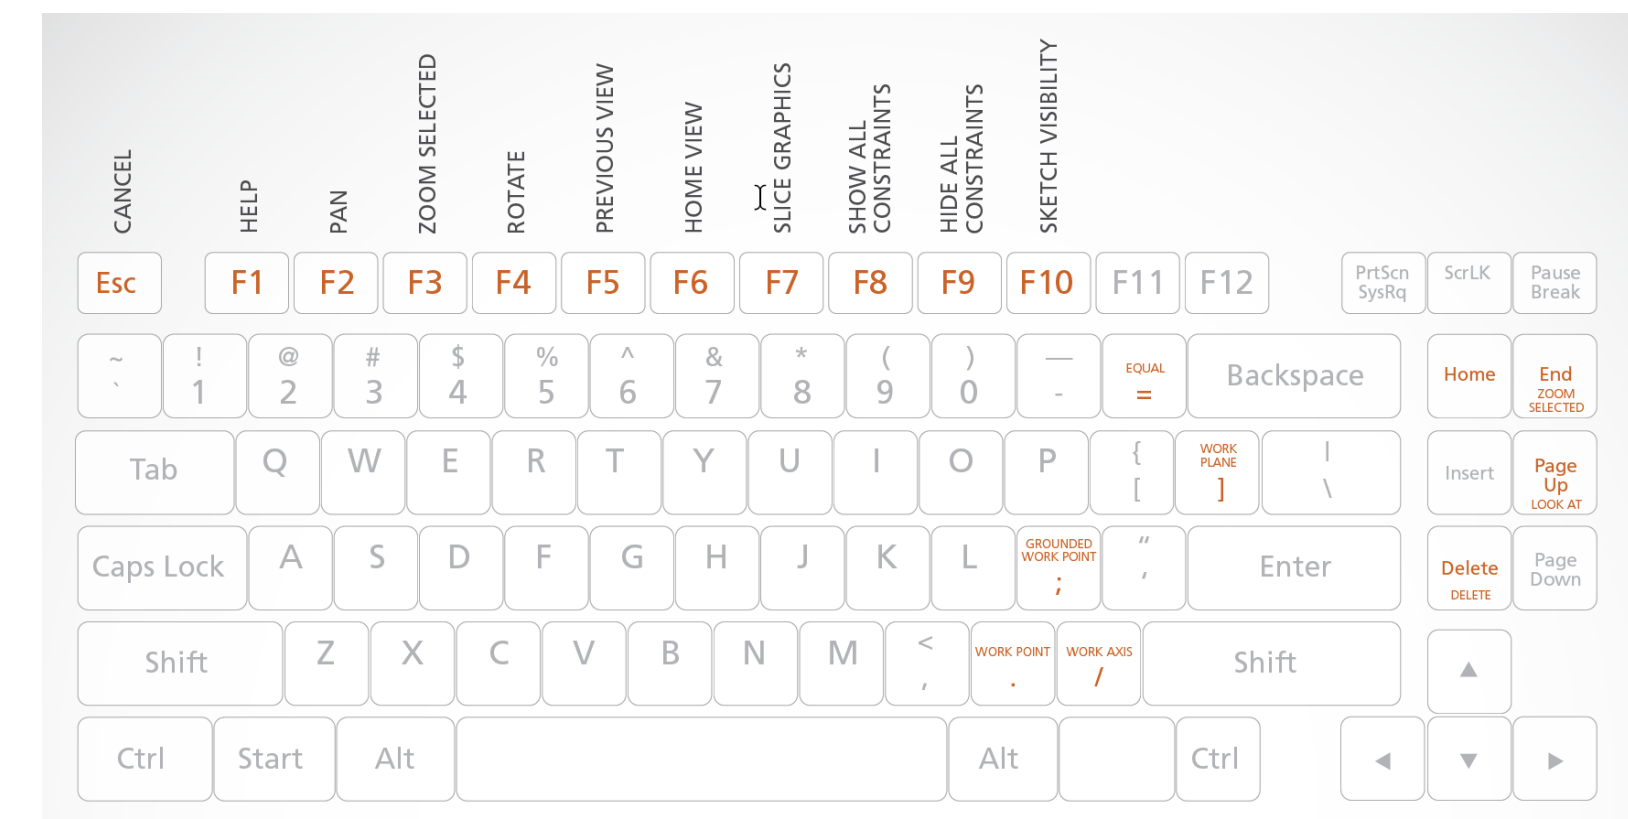 CANCEL
HELP
PAN
ZOOM SELECTED
ROTATE
PREVIOUS VIEW
HOME VIEW
SLICE GRAPHICS
SHOW ALL
CONSTRAINTS
HIDE ALL
CONSTRAINTS
SKETCH VISIBILITY
Esc
F1
F2
F3
F4
F5
F6
F7
F8
F9
F10
F11
F12
PrtScn
SysRq
ScrLK
Pause
Break
~
`
!
1
@
2
#
3
$
4
%
5
^
6
&
7
*
8
(
9
)
0
—
-
EQUAL
=
Backspace
Home
End
ZOOM
SELECTED
Tab
Q
W
E
R
T
Y
U
I
O
P
{
[
WORK
PLANE
]
|
\
Insert
Page
Up
LOOK AT
Caps Lock
A
S
D
F
G
H
J
K
L
GROUNDED
WORK POINT
;
“
,
Enter
Delete
DELETE
Page
Down
Shift
Z
X
C
V
B
N
M
<
,
WORK POINT
.
WORK AXIS
/
Shift
▲
Ctrl
Start
Alt
Alt
Ctrl
◀
▼
▶